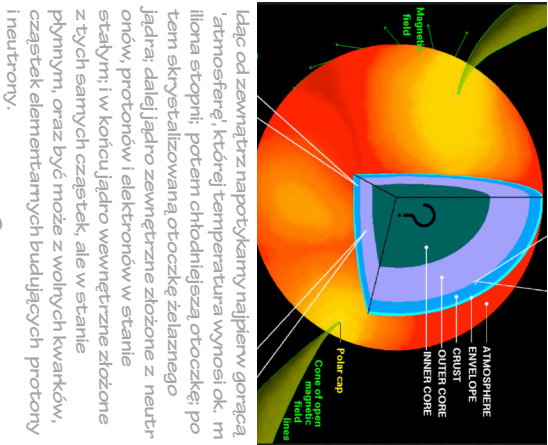 Magnetic
field
ATMOSPHERE
ENVELOPE
CRUST
OUTER CORE
INNER CORE
?
Polar cap
Cone of open
magnetic
field
lines
Idąc od zewnątrz napotykamy najpierw gorącą
'atmosferę', której temperatura wynosi ok. m
iliona stopni; potem chłodniejszą otoczkę; po
tem skrystalizowaną otoczkę żelaznego
jądra; dalej jądro zewnętrzne złożone z neutr
onów, protonów i elektronów w stanie
stałym; i w końcu jądro wewnętrzne złożone
z tych samych cząstek, ale w stanie
płynnym, oraz być może z wolnych kwarków,
cząstek elementarnych budujących protony
i neutrony.